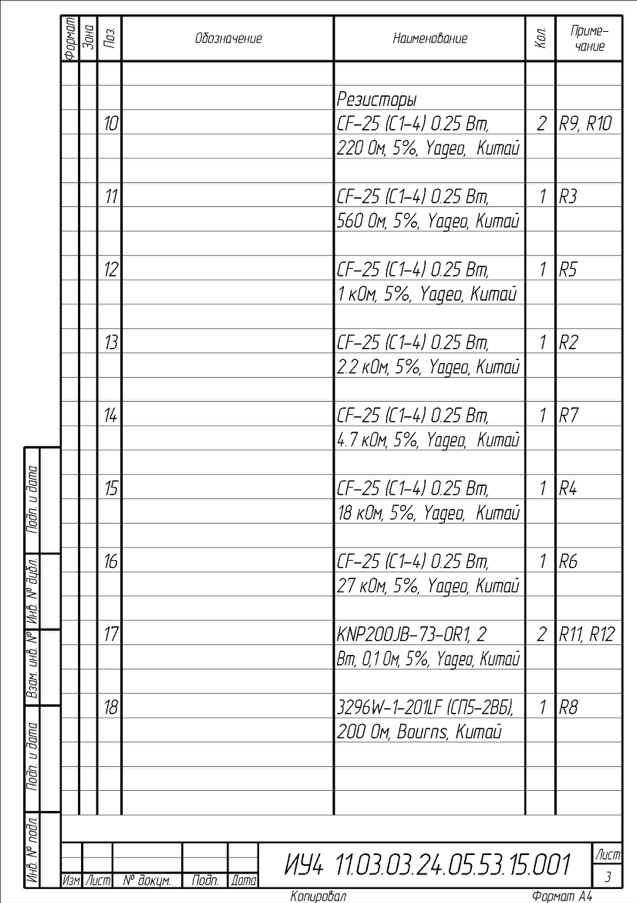 Формат Зона Поз. Обозначение Наименование Кол. Приме-
чание
Резисторы
10 CF-25 (С1-4) 0.25 Вт, 2 R9, R10
220 Ом, 5%, Yageo, Китай
11 CF-25 (С1-4) 0.25 Вт, 1 R3
560 Ом, 5%, Yageo, Китай
12 CF-25 (С1-4) 0.25 Вт, 1 R5
1 кОм, 5%, Yageo, Китай
13 CF-25 (С1-4) 0.25 Вт, 1 R2
2.2 кОм, 5%, Yageo, Китай
14 CF-25 (С1-4) 0.25 Вт, 1 R7
4.7 кОм, 5%, Yageo, Китай
15 CF-25 (С1-4) 0.25 Вт, 1 R4
18 кОм, 5%, Yageo, Китай
16 CF-25 (С1-4) 0.25 Вт, 1 R6
27 кОм, 5%, Yageo, Китай
17 KNP200JB-73-0R1, 2 2 R11, R12
Вт, 0,1 Ом, 5%, Yageo, Китай
18 3296W-1-201LF (СП5-2ВБ), 1 R8
200 Ом, Bourns, Китай
Подп. и дата
Инв. № дубл.
Взам. инв. №
Подп. и дата
Инв. № подл.
Изм. Лист № докум. Подп. Дата
ИУ4 11.03.03.24.05.53.15.001
Лист
3
Копировал Формат А4